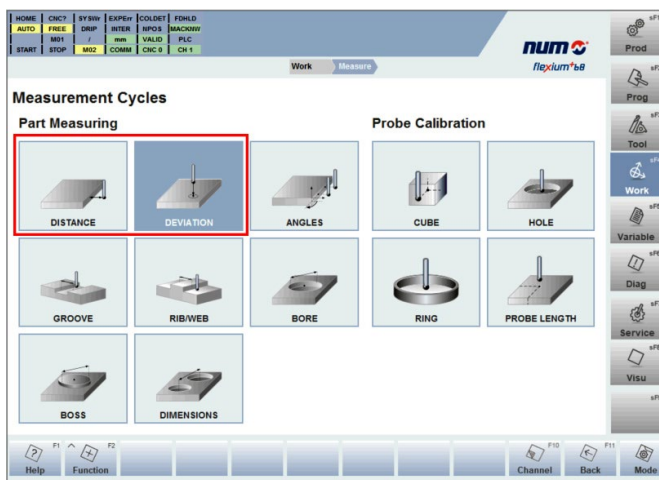 HOME CNC? SYSWr EXPErr COLDET FDHLD
AUTO FREE DRIP INTER NPOS MACKNW
M01 / mm VALID PLC
START STOP M02 COMM CNC 0 CH 1
num
flexium+68
Work Measure
Measurement Cycles
Part Measuring
Probe Calibration
DISTANCE
DEVIATION
ANGLES
CUBE
HOLE
GROOVE
RIB/WEB
BORE
RING
PROBE LENGTH
BOSS
DIMENSIONS
Prod
Prog
Tool
sF4
Work
Variable
Diag
Service
Visu
F1 Help
F2 Function
F10 Channel
F11 Back
Mode